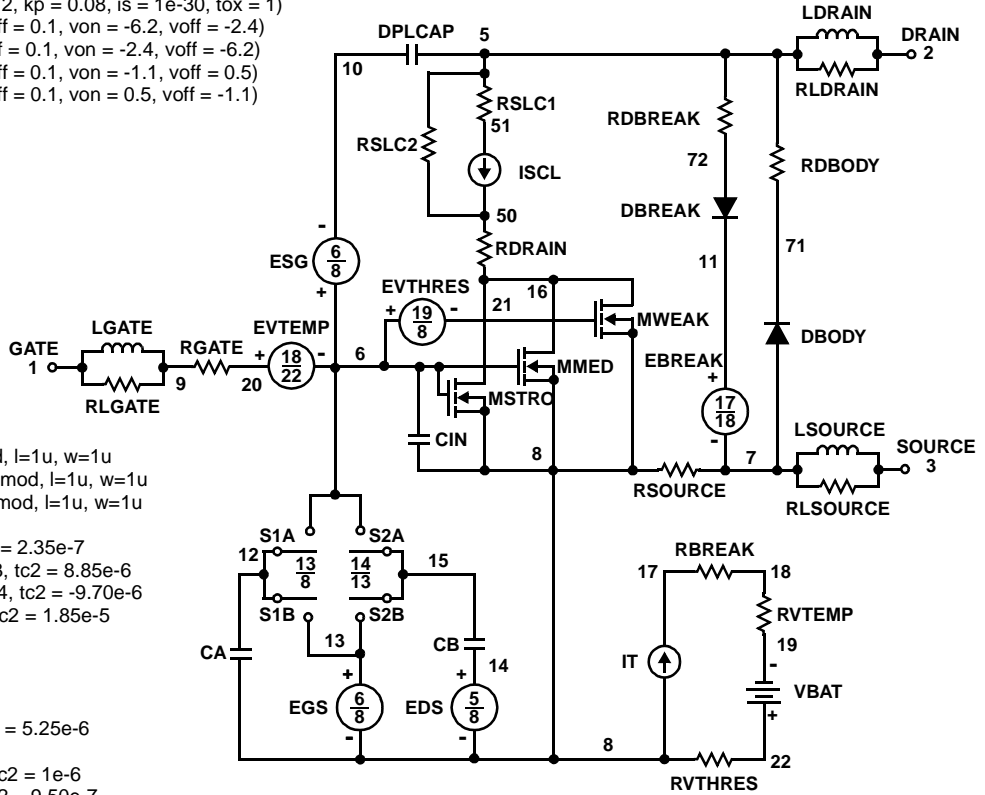 2, kp = 0.08, is = 1e-30, tox = 1)
ff = 0.1, von = -6.2, voff = -2.4)
f = 0.1, von = -2.4, voff = -6.2)
ff = 0.1, von = -1.1, voff = 0.5)
ff = 0.1, von = 0.5, voff = -1.1)
DPLCAP
5
10
LDRAIN
DRAIN
2
RLDRAIN
RSLC1
51
RSLC2
ISCL
50
RDRAIN
RDBREAK
72
RDBODY
DBREAK
11
71
-
ESG
6
8
+
EVTHRES
+
19
8
-
16
21
MWEAK
LGATE
GATE
1
RLGATE
9
RGATE
20
EVTEMP
+
18
22
-
6
MMED
MSTRO
CIN
EBREAK
+
17
18
-
DBODY
8
RSOURCE
7
LSOURCE
SOURCE
3
RLSOURCE
d, l=1u, w=1u
mod, l=1u, w=1u
mod, l=1u, w=1u
= 2.35e-7
3, tc2 = 8.85e-6
4, tc2 = -9.70e-6
c2 = 1.85e-5
S1A
S2A
12
13
8
14
13
15
S1B
S2B
13
CA
CB
14
+
EGS
6
8
-
+
EDS
5
8
-
RBREAK
17
18
RVTEMP
19
IT
-
VBAT
+
8
22
RVTHRES
= 5.25e-6
c2 = 1e-6